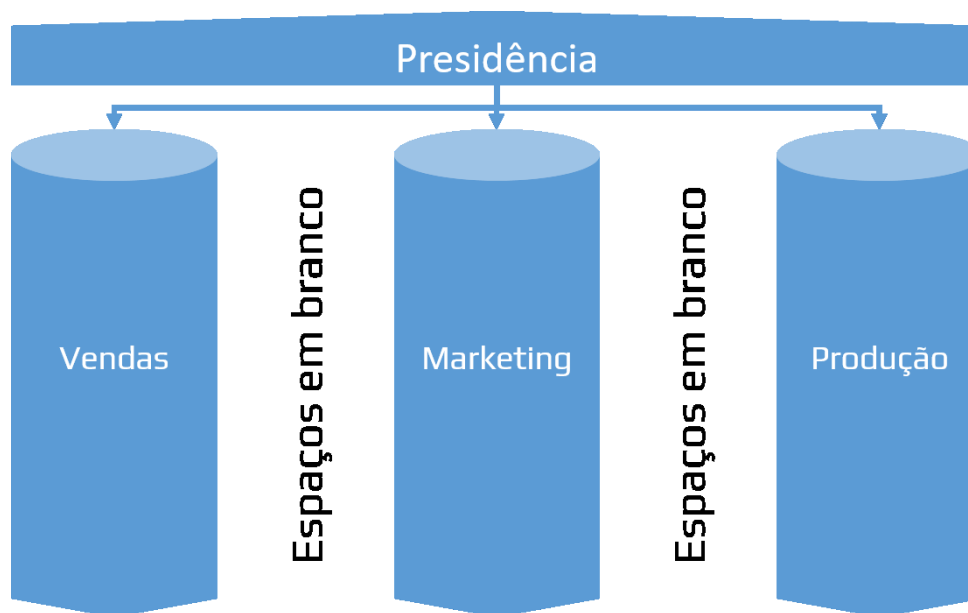 Presidência
Vendas
Espaços em branco
Marketing
Espaços em branco
Produção